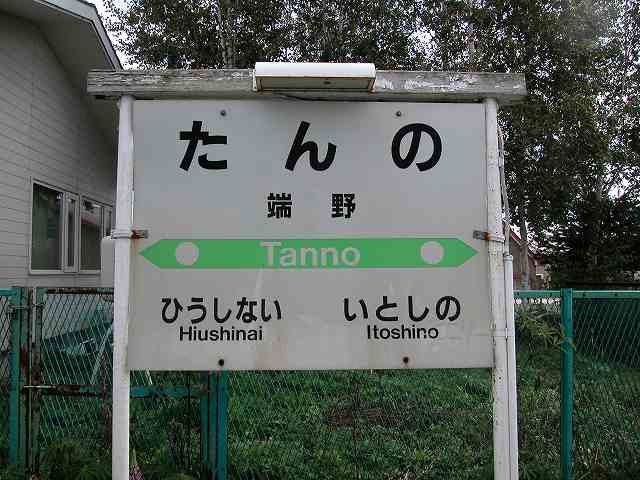 たんの
端野
Tanno
ひうしない いとしの
Hiushinai Itoshino